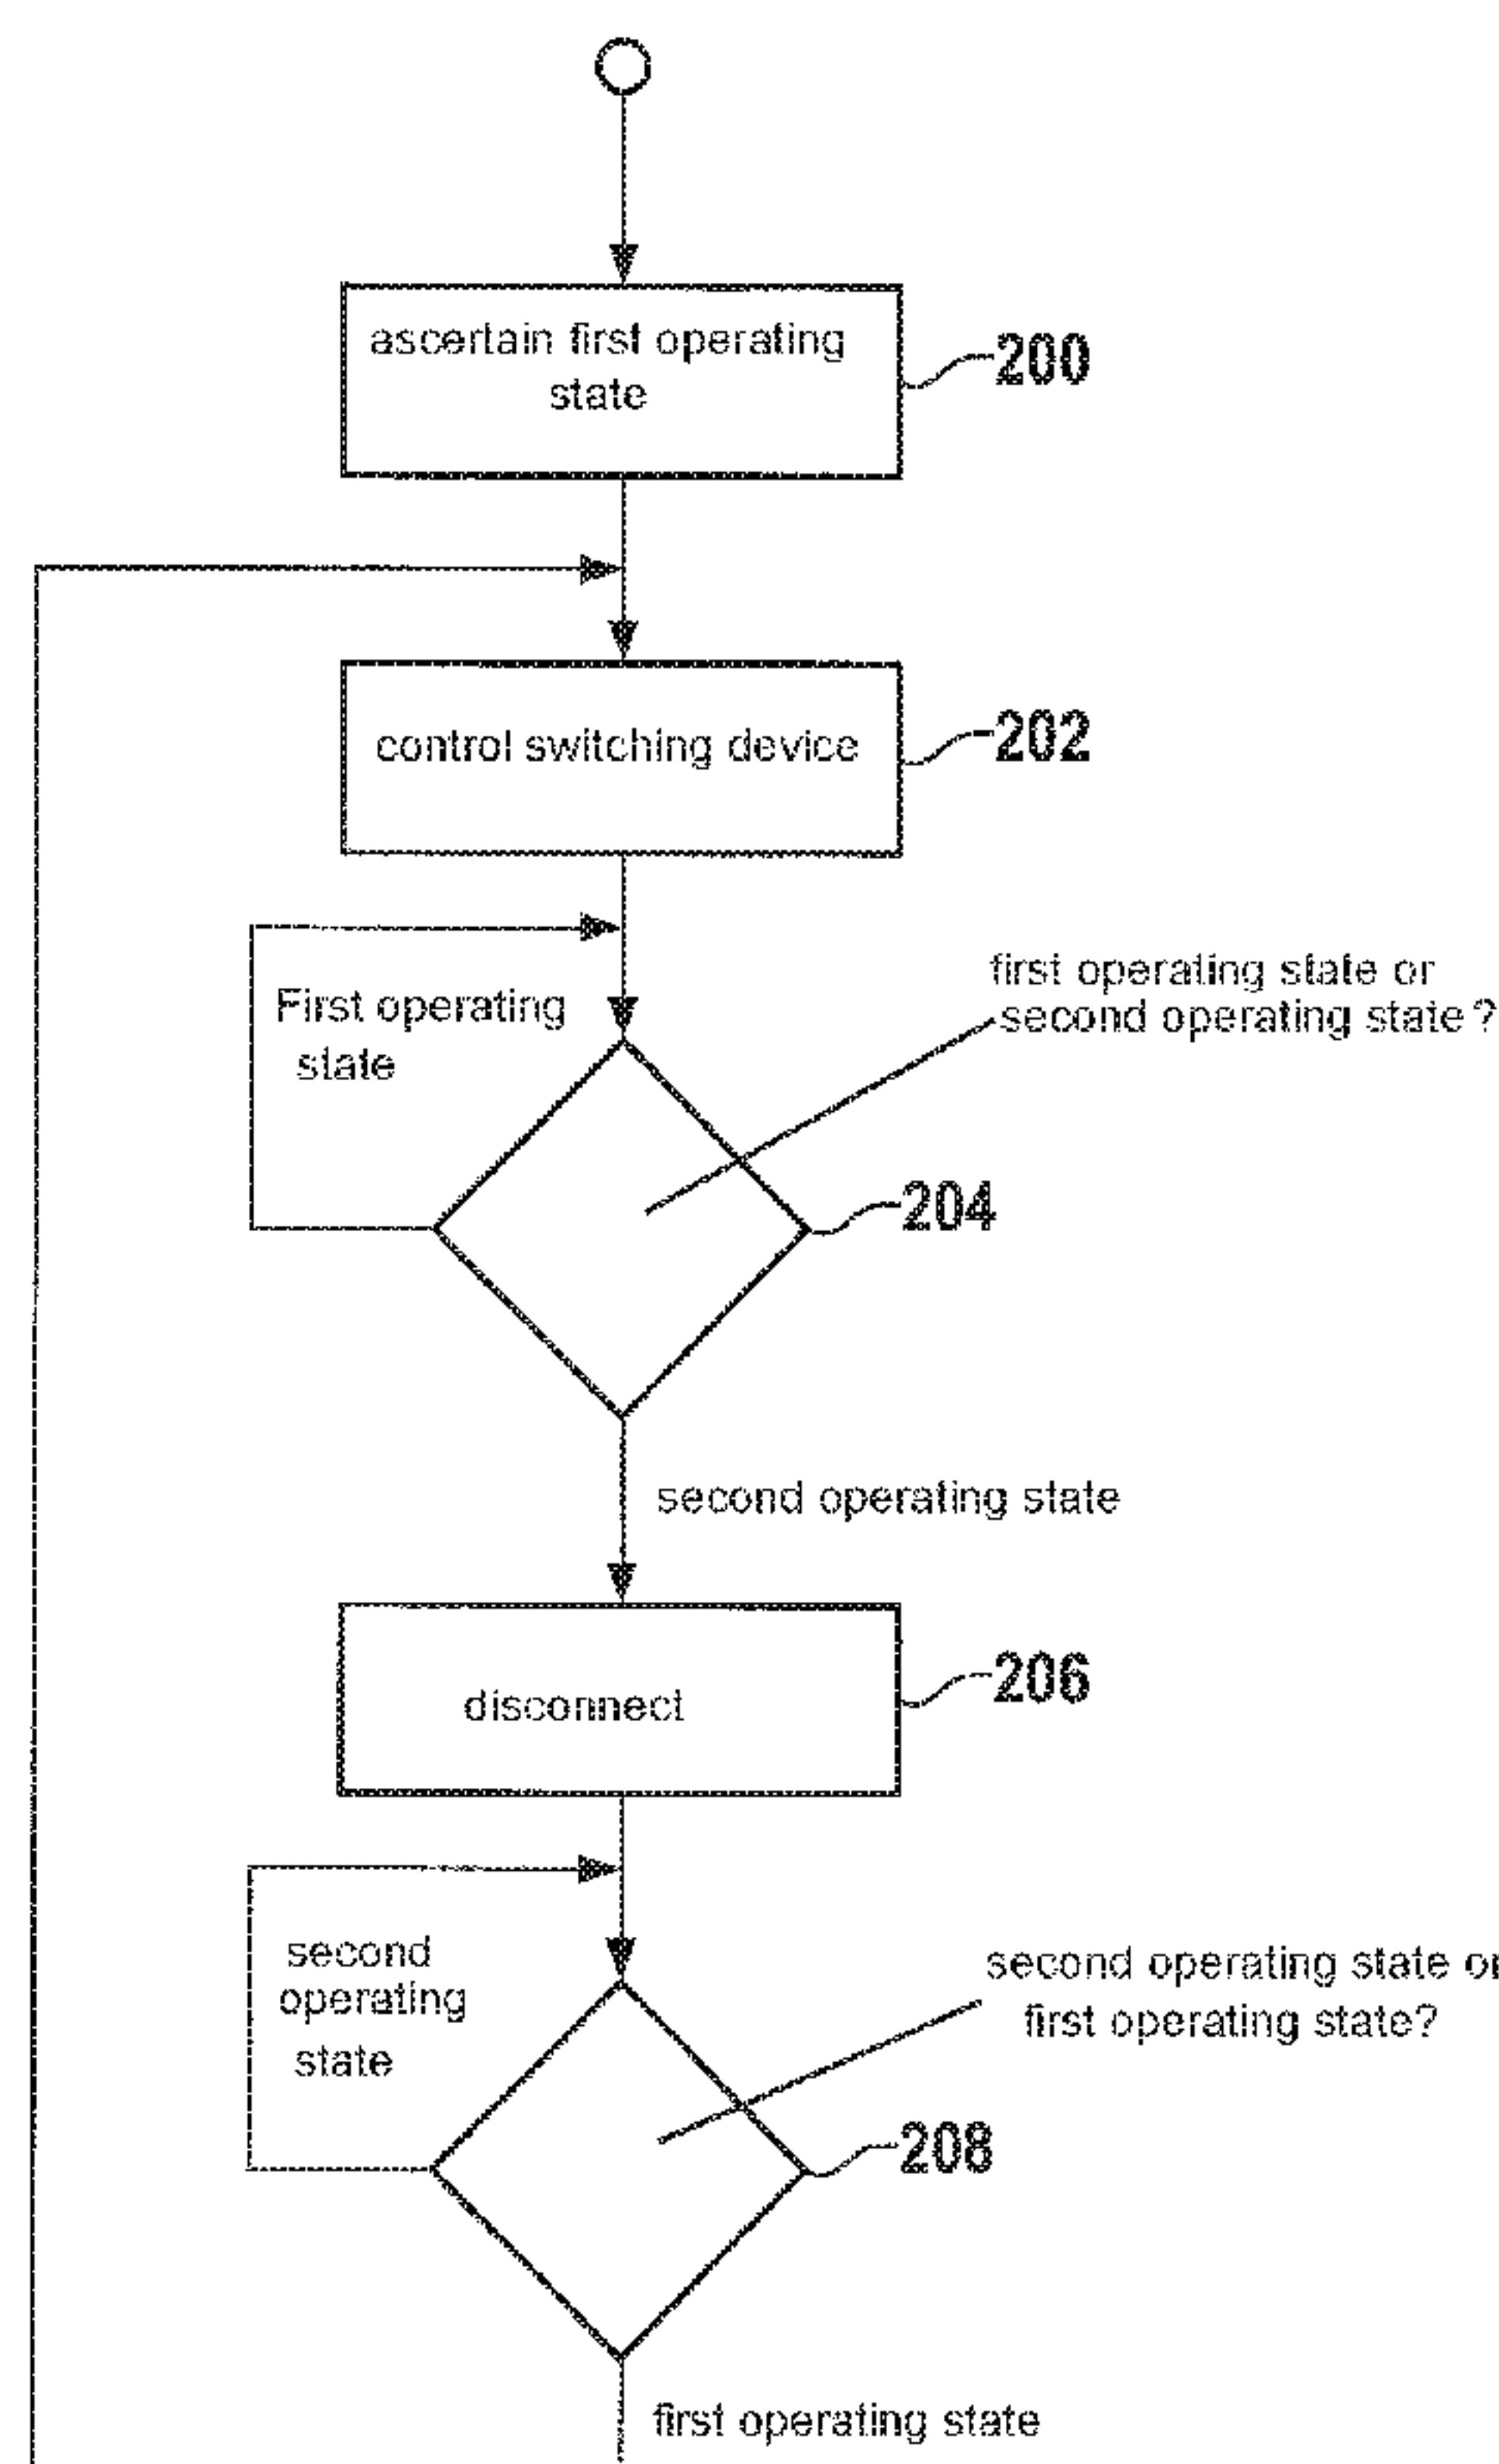 ascertain first operating
state
200
control switching device
202
First operating
state
first operating state or
second operating state?
204
second operating state
disconnect
206
second
operating
state
second operating state or
first operating state?
208
first operating state